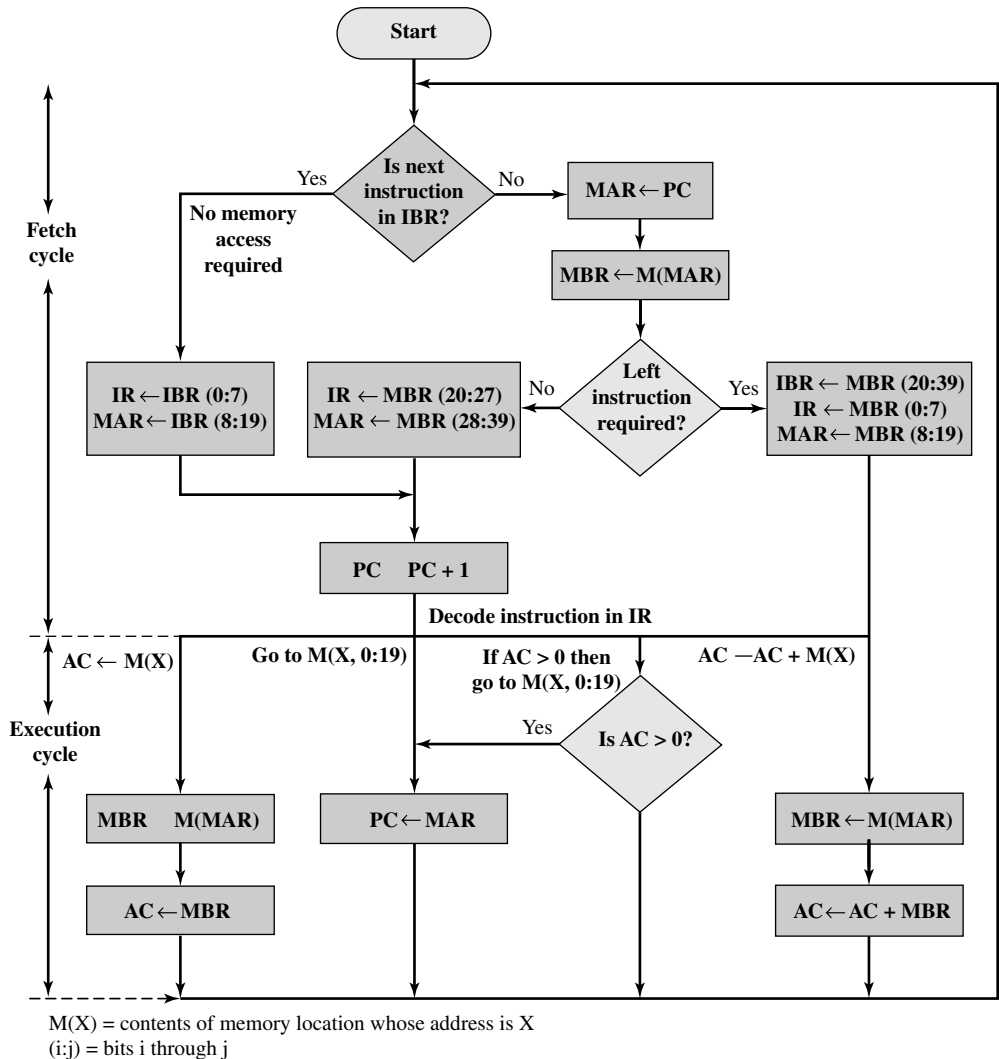 Start
Is next
instruction
in IBR?
Yes
No
No memory
access
required
MAR ← PC
MBR ← M(MAR)
Fetch
cycle
Left
instruction
required?
No
Yes
IR ← IBR (0:7)
MAR ← IBR (8:19)
IR ← MBR (20:27)
MAR ← MBR (28:39)
IBR ← MBR (20:39)
IR ← MBR (0:7)
MAR ← MBR (8:19)
PC PC + 1
Decode instruction in IR
AC ← M(X)
Go to M(X, 0:19)
If AC > 0 then
go to M(X, 0:19)
AC —AC + M(X)
Execution
cycle
Yes
Is AC > 0?
MBR M(MAR)
PC ← MAR
MBR ← M(MAR)
AC ← MBR
AC ← AC + MBR
M(X) = contents of memory location whose address is X
(i:j) = bits i through j